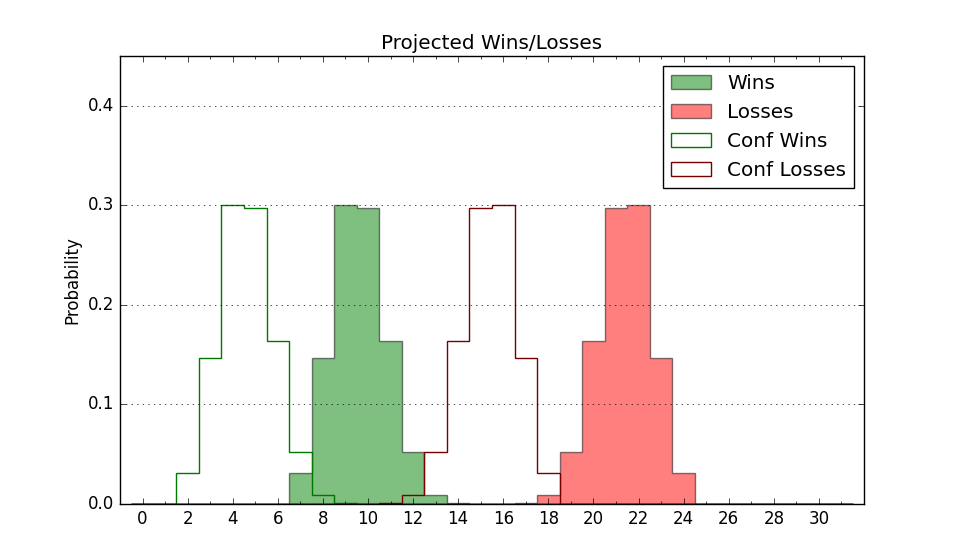 Projected Wins/Losses
Wins
Losses
Conf Wins
Conf Losses
Probability
0.4
0.3
0.2
0.1
0.0
0 2 4 6 8 10 12 14 16 18 20 22 24 26 28 30